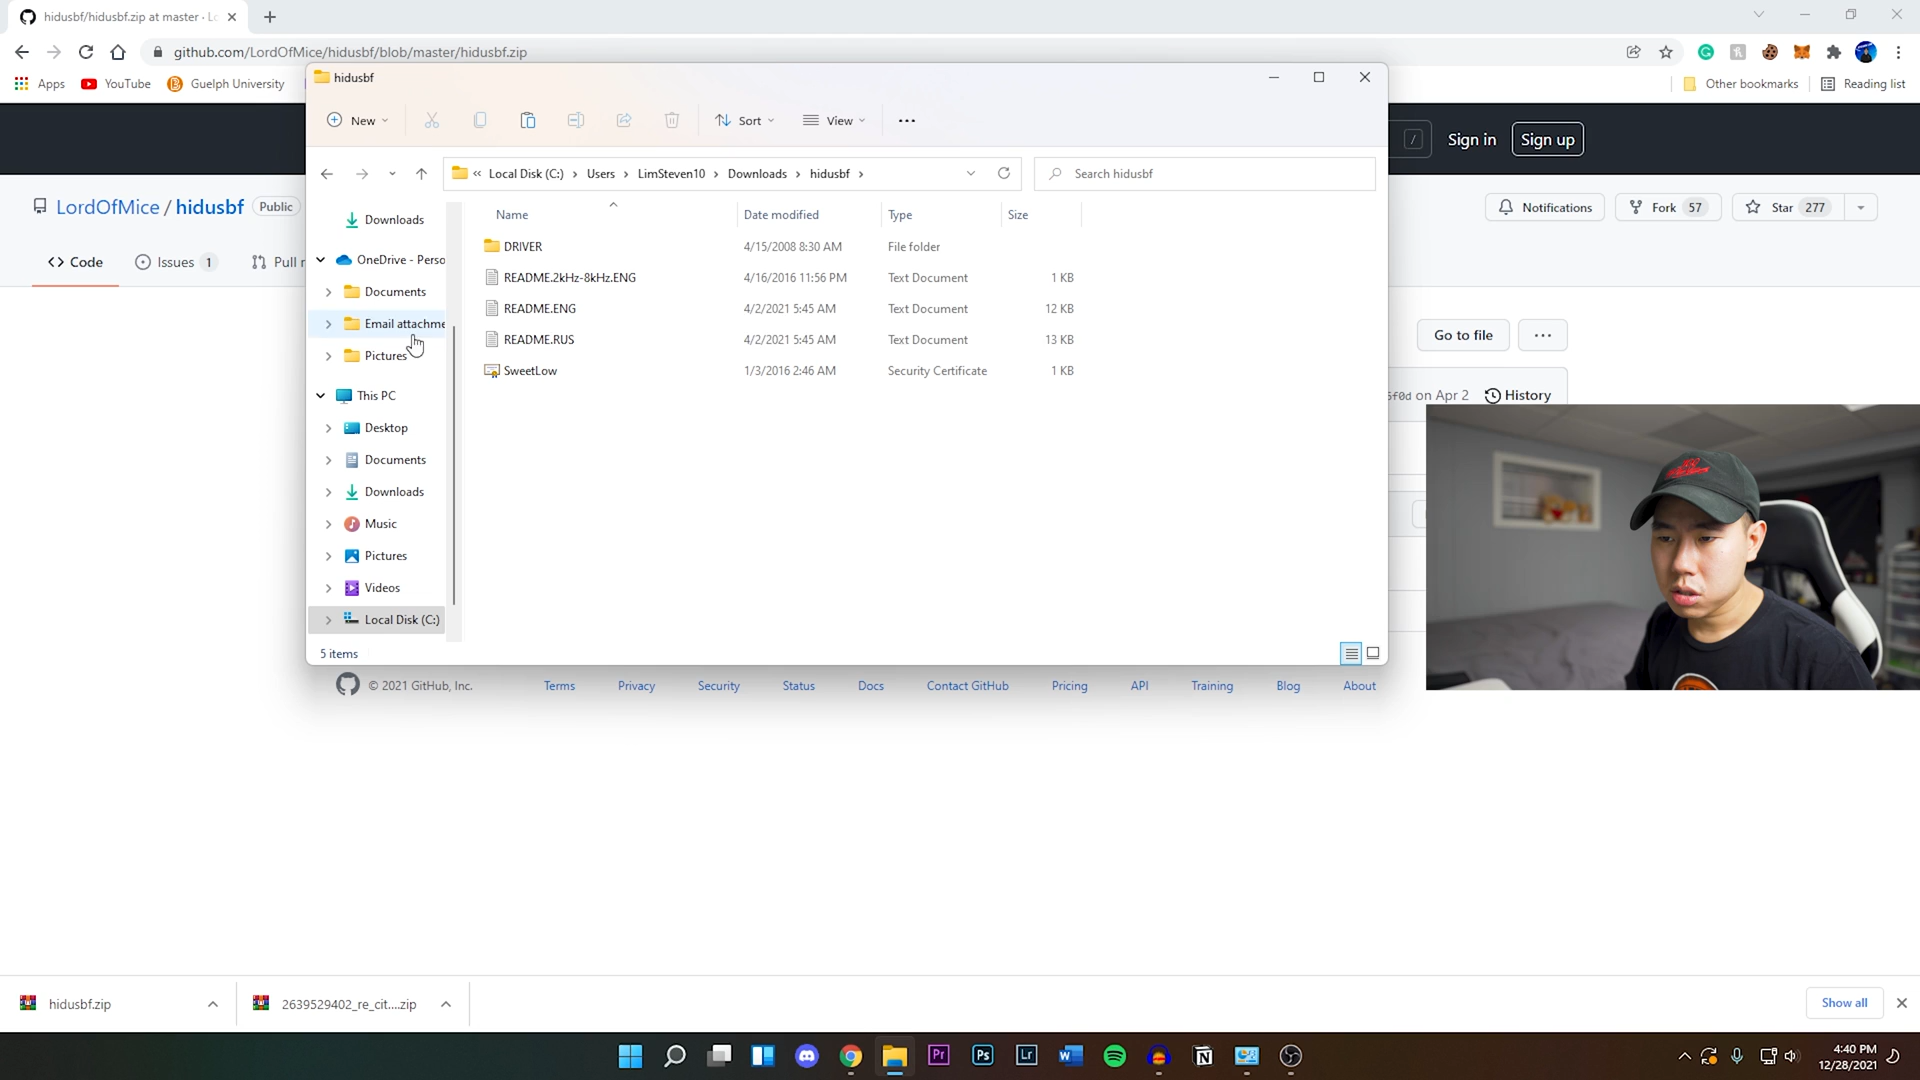 hidusbf/hidusbf.zip at master · Lo
github.com/LordOfMice/hidusbf/blob/master/hidusbf.zip
Apps YouTube Guelph University Other bookmarks Reading list
hidusbf
New Sort View
« Local Disk (C:) Users LimSteven10 Downloads hidusbf Search hidusbf
/ Sign in Sign up
LordOfMice / hidusbf Public Notifications Fork 57 Star 277
Code Issues 1 Pull r
Name Date modified Type Size
DRIVER 4/15/2008 8:30 AM File folder
README.2kHz-8kHz.ENG 4/16/2016 11:56 PM Text Document 1 KB
README.ENG 4/2/2021 5:45 AM Text Document 12 KB
README.RUS 4/2/2021 5:45 AM Text Document 13 KB
SweetLow 1/3/2016 2:46 AM Security Certificate 1 KB
Downloads
OneDrive - Perso
Documents
Email attachme
Pictures
This PC
Desktop
Documents
Downloads
Music
Pictures
Videos
Local Disk (C:)
5 items
Go to file
5f0d on Apr 2 History
© 2021 GitHub, Inc. Terms Privacy Security Status Docs Contact GitHub Pricing API Training Blog About
hidusbf.zip 2639529402_re_cit....zip Show all
Pr Ps Lr W N
4:40 PM
12/28/2021